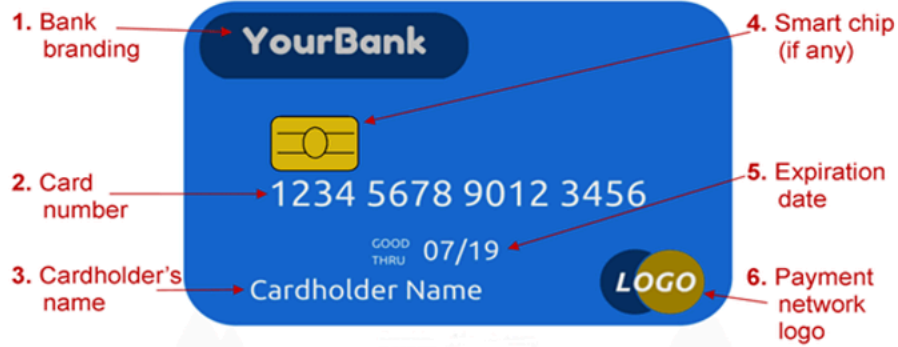 1. Bank
branding
YourBank
4. Smart chip
(if any)
2. Card
number
1234 5678 9012 3456
5. Expiration
date
GOOD
THRU
07/19
3. Cardholder's
name
Cardholder Name
LOGO
6. Payment
network
logo